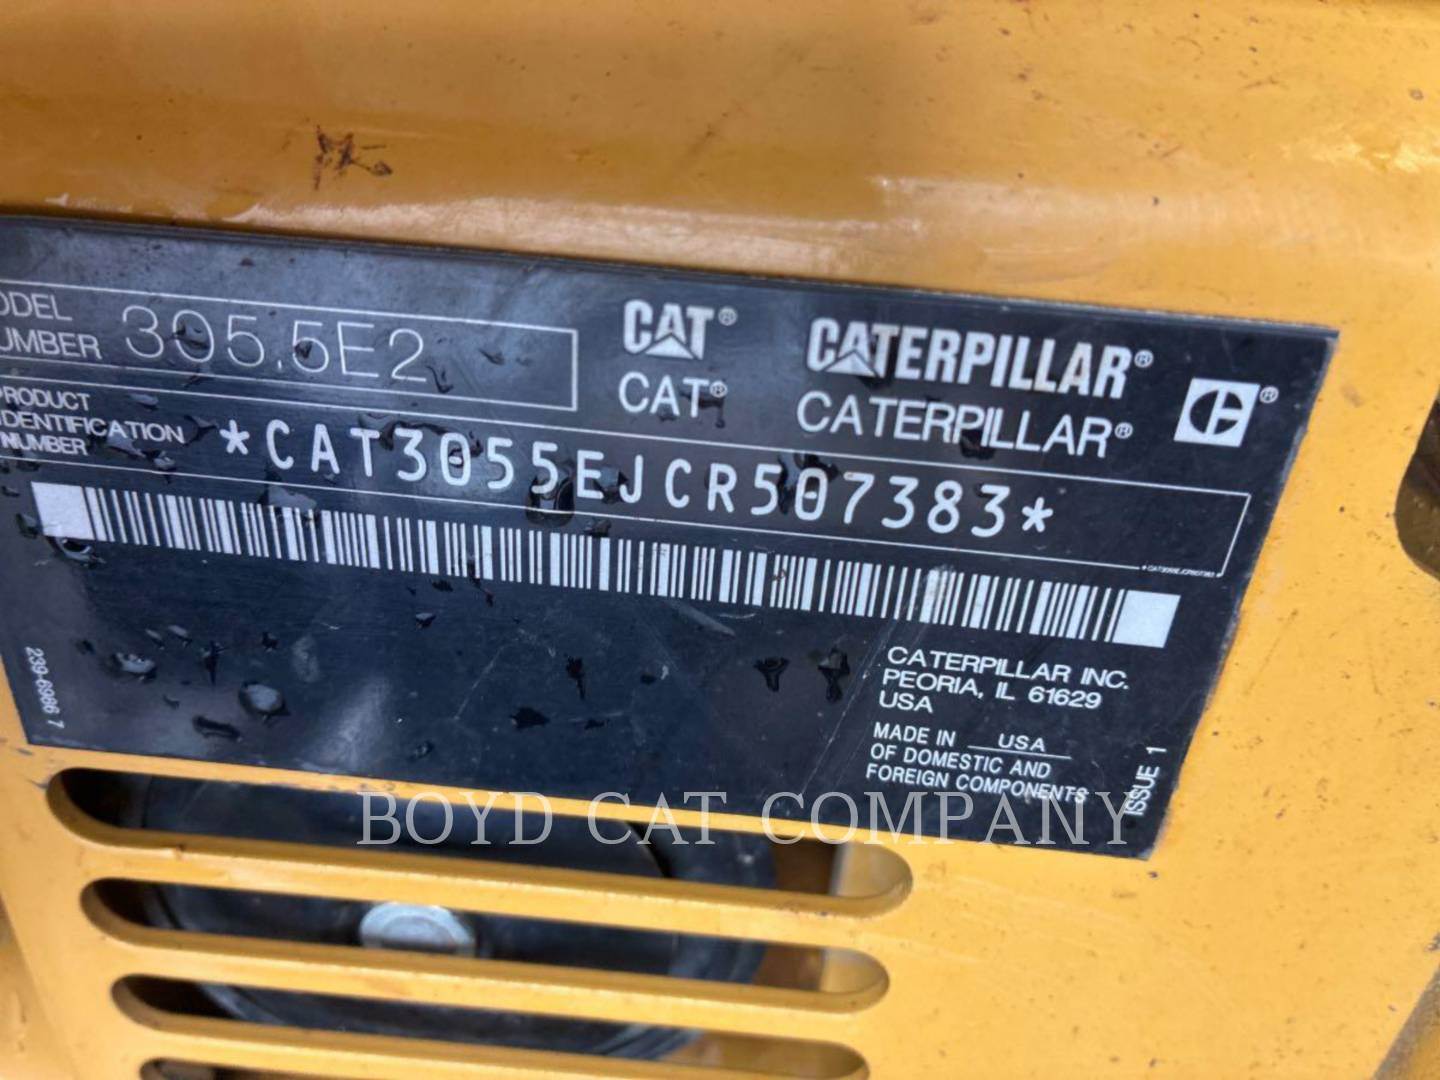 ODEL
UMBER 305.5E2
CAT®
CAT®
CATERPILLAR®
CATERPILLAR®
®
PRODUCT
IDENTIFICATION
NUMBER
*CAT3055EJCR507383*
*CAT3055EJCR507383
239-6986 7
CATERPILLAR INC.
PEORIA, IL 61629
USA
MADE IN USA
OF DOMESTIC AND
FOREIGN COMPONENTS
ISSUE 1
BOYD CAT COMPANY